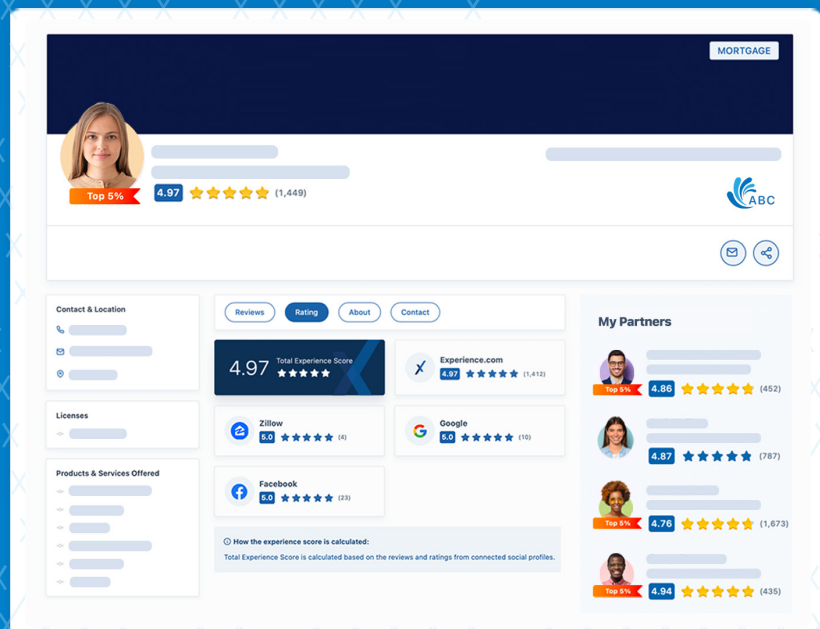 MORTGAGE
Top 5%
4.97 (1,449)
ABC
Contact & Location
Licenses
Products & Services Offered
Reviews Rating About Contact
4.97 Total Experience Score
Experience.com
4.97 (1,412)
Zillow
5.0 (4)
Google
5.0 (10)
Facebook
5.0 (23)
How the experience score is calculated:
Total Experience Score is calculated based on the reviews and ratings from connected social profiles.
My Partners
Top 5%
4.86 (452)
4.87 (787)
Top 5%
4.76 (1,673)
Top 5%
4.94 (435)